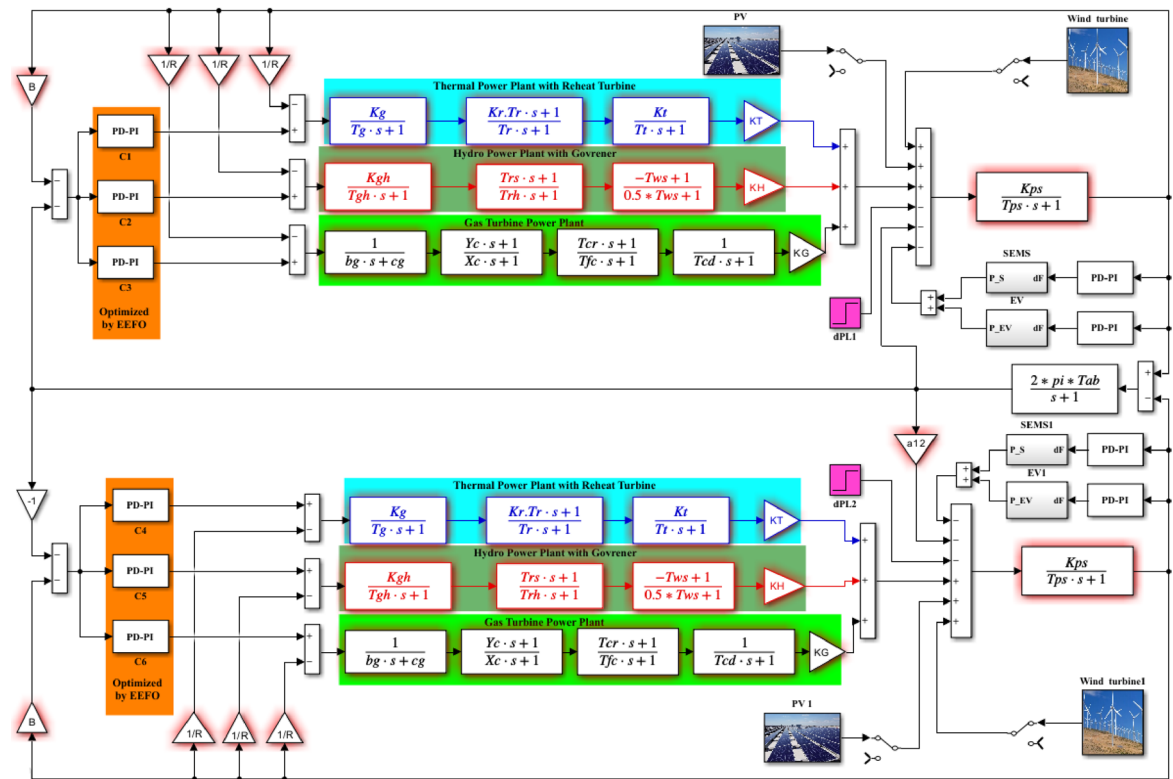 PV
Wind turbine
1/R
1/R
1/R
B
Thermal Power Plant with Reheat Turbine
PD-PI
C1
Kg
Tg · s + 1
Kr.Tr · s + 1
Tr · s + 1
Kt
Tt · s + 1
KT
Hydro Power Plant with Govrener
PD-PI
C2
Kgh
Tgh · s + 1
Trs · s + 1
Trh · s + 1
-Tws + 1
0.5 * Tws + 1
KH
Kps
Tps · s + 1
Gas Turbine Power Plant
PD-PI
C3
1
bg · s + cg
Yc · s + 1
Xc · s + 1
Tcr · s + 1
Tfc · s + 1
1
Tcd · s + 1
KG
SEMS
P_S dF
PD-PI
EV
P_EV dF
PD-PI
Optimized
by EEFO
dPL1
2 * pi * Tab
s + 1
a12
SEMS1
P_S dF
PD-PI
EV1
P_EV dF
PD-PI
-1
dPL2
Thermal Power Plant with Reheat Turbine
PD-PI
C4
Kg
Tg · s + 1
Kr.Tr · s + 1
Tr · s + 1
Kt
Tt · s + 1
KT
Hydro Power Plant with Govrener
PD-PI
C5
Kgh
Tgh · s + 1
Trs · s + 1
Trh · s + 1
-Tws + 1
0.5 * Tws + 1
KH
Kps
Tps · s + 1
Gas Turbine Power Plant
PD-PI
C6
1
bg · s + cg
Yc · s + 1
Xc · s + 1
Tcr · s + 1
Tfc · s + 1
1
Tcd · s + 1
KG
Optimized
by EEFO
Wind turbine1
PV 1
B
1/R
1/R
1/R